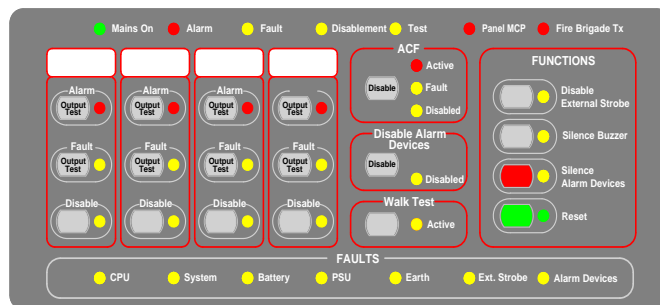 Mains On Alarm Fault Disablement Test Panel MCP Fire Brigade Tx
ACF
Active
Disable
Fault
Disabled
FUNCTIONS
Disable
External Strobe
Silence Buzzer
Silence
Alarm Devices
Reset
Alarm Alarm Alarm
Output
Test
Output
Test
Output
Test
Output
Test
Fault Fault Fault Fault
Output
Test
Output
Test
Output
Test
Output
Test
Disable Disable Disable Disable
Disable Alarm
Devices
Disable
Disabled
Walk Test
Active
FAULTS
CPU System Battery PSU Earth Ext. Strobe Alarm Devices